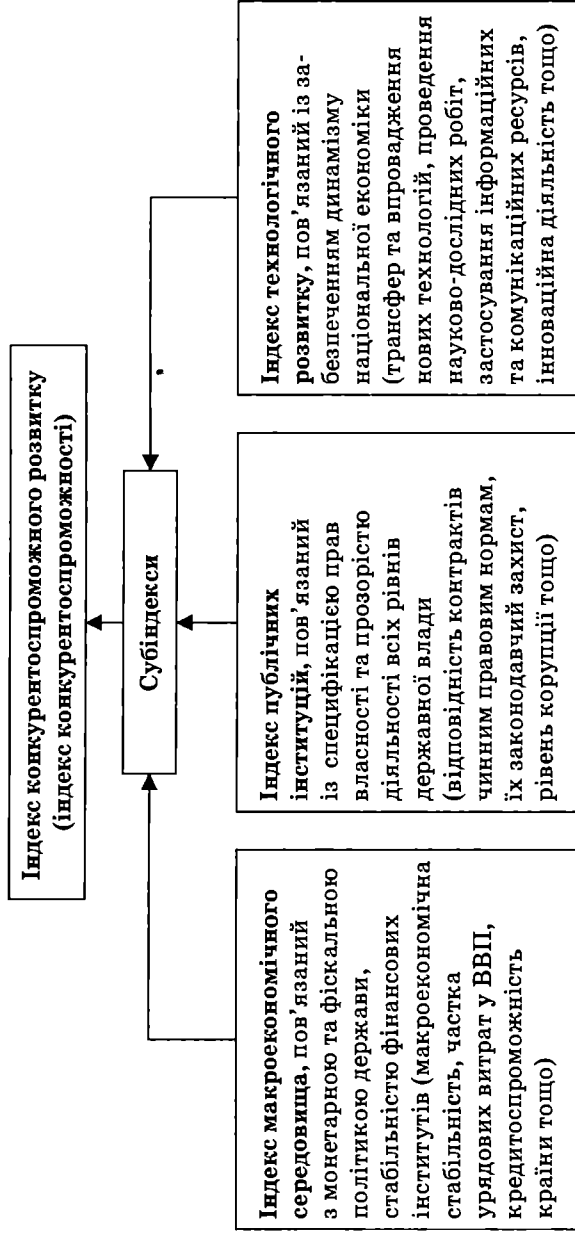 Індекс конкурентоспроможного розвитку
(індекс конкурентоспроможності)
Субіндекси
Індекс макроекономічного
середовища, пов'язаний
з монетарною та фіскальною
політикою держави,
стабільністю фінансових
інститутів (макроекономічна
стабільність, частка
урядових витрат у ВВП,
кредитоспроможність
країни тощо)
Індекс публічних
інституцій, пов'язаний
із специфікацією прав
власності та прозорістю
діяльності всіх рівнів
державної влади
(відповідність контрактів
чинним правовим нормам,
їх законодавчий захист,
рівень корупції тощо)
Індекс технологічного
розвитку, пов'язаний із за-
безпеченням динамізму
національної економіки
(трансфер та впровадження
нових технологій, проведення
науково-дослідних робіт,
застосування інформаційних
та комунікаційних ресурсів,
інноваційна діяльність тощо)